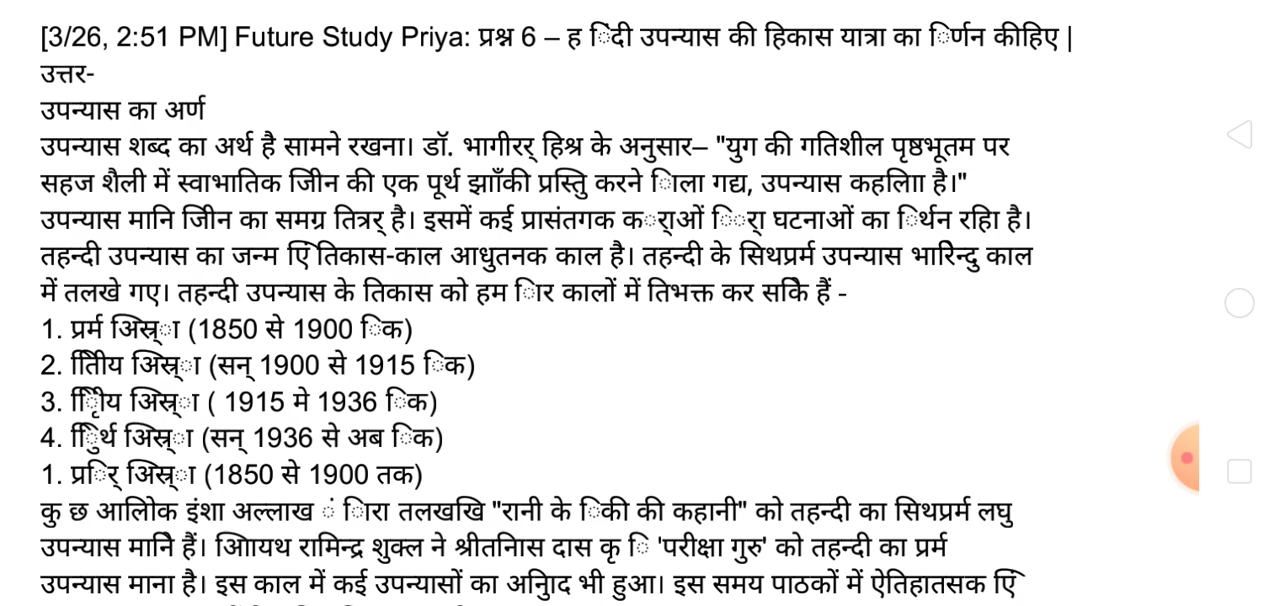 [3/26, 2:51 PM] Future Study Priya: प्रश्न 6 – ह िंदी उपन्यास की हिकास यात्रा का िर्णन कीहिए |
उत्तर-
उपन्यास का अर्ण
उपन्यास शब्द का अर्थ है सामने रखना। डॉ. भागीरर् हिश्र के अनुसार– "युग की गतिशील पृष्ठभूतम पर
सहज शैली में स्वाभातिक जीिन की एक पूर्थ झााँकी प्रस्तिु करने िाला गद्य, उपन्यास कहलािा है।"
उपन्यास मानि जीिन का समग्र तित्रर् है। इसमें कई प्रासंतगक कर्ाओं िर्ा घटनाओं का िर्थन रहिा है।
तहन्दी उपन्यास का जन्म एिं तिकास-काल आधुतनक काल है। तहन्दी के सिथप्रर्म उपन्यास भारिेन्दु काल
में तलखे गए। तहन्दी उपन्यास के तिकास को हम िार कालों में तिभक्त कर सकिे हैं -
1. प्रर्म अिस्र्ा (1850 से 1900 िक)
2. तििीय अिस्र्ा (सन् 1900 से 1915 िक)
3. िृिीय अिस्र्ा ( 1915 मे 1936 िक)
4. ििुर्थ अिस्र्ा (सन् 1936 से अब िक)
1. प्रर्ि अिस्र्ा (1850 से 1900 तक)
कु छ आलोिक इंशा अल्लाख ं िारा तलखखि "रानी के िकी की कहानी" को तहन्दी का सिथप्रर्म लघु
उपन्यास मानिे हैं। आिायथ रामिन्द्र शुक्ल ने श्रीतनिास दास कृ ि 'परीक्षा गुरु' को तहन्दी का प्रर्म
उपन्यास माना है। इस काल में कई उपन्यासों का अनुिाद भी हुआ। इस समय पाठकों में ऐतिहातसक एिं